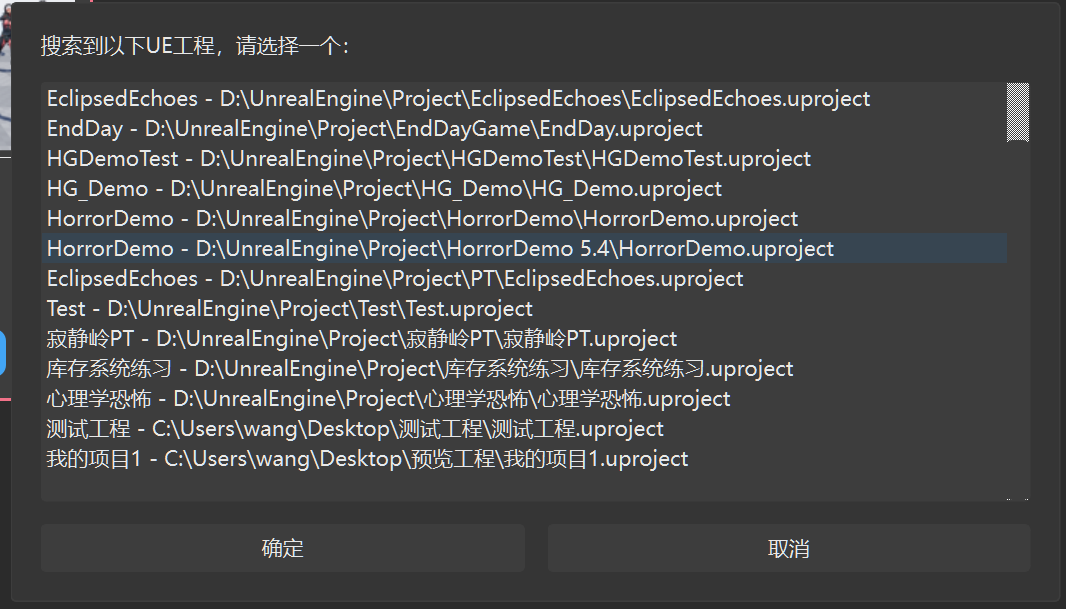 搜索到以下UE工程，请选择一个：
EclipsedEchoes - D:\UnrealEngine\Project\EclipsedEchoes\EclipsedEchoes.uproject
EndDay - D:\UnrealEngine\Project\EndDayGame\EndDay.uproject
HGDemoTest - D:\UnrealEngine\Project\HGDemoTest\HGDemoTest.uproject
HG_Demo - D:\UnrealEngine\Project\HG_Demo\HG_Demo.uproject
HorrorDemo - D:\UnrealEngine\Project\HorrorDemo\HorrorDemo.uproject
HorrorDemo - D:\UnrealEngine\Project\HorrorDemo 5.4\HorrorDemo.uproject
EclipsedEchoes - D:\UnrealEngine\Project\PT\EclipsedEchoes.uproject
Test - D:\UnrealEngine\Project\Test\Test.uproject
寂静岭PT - D:\UnrealEngine\Project\寂静岭PT\寂静岭PT.uproject
库存系统练习 - D:\UnrealEngine\Project\库存系统练习\库存系统练习.uproject
心理学恐怖 - D:\UnrealEngine\Project\心理学恐怖\心理学恐怖.uproject
测试工程 - C:\Users\wang\Desktop\测试工程\测试工程.uproject
我的项目1 - C:\Users\wang\Desktop\预览工程\我的项目1.uproject
确定
取消